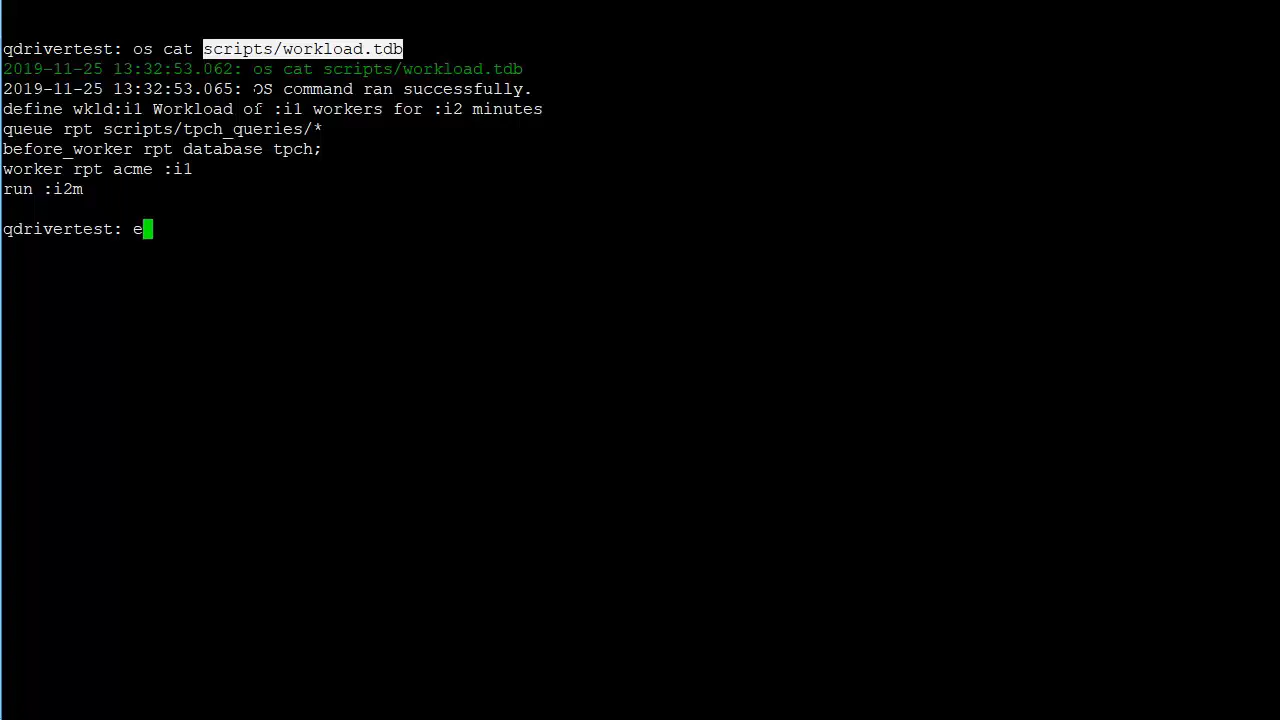 qdrivertest: os cat scripts/workload.tdb
2019-11-25 13:32:53.062: os cat scripts/workload.tdb
2019-11-25 13:32:53.065: OS command ran successfully.
define wkld:i1 Workload of :i1 workers for :i2 minutes
queue rpt scripts/tpch_queries/*
before_worker rpt database tpch;
worker rpt acme :i1
run :i2m
qdrivertest: e